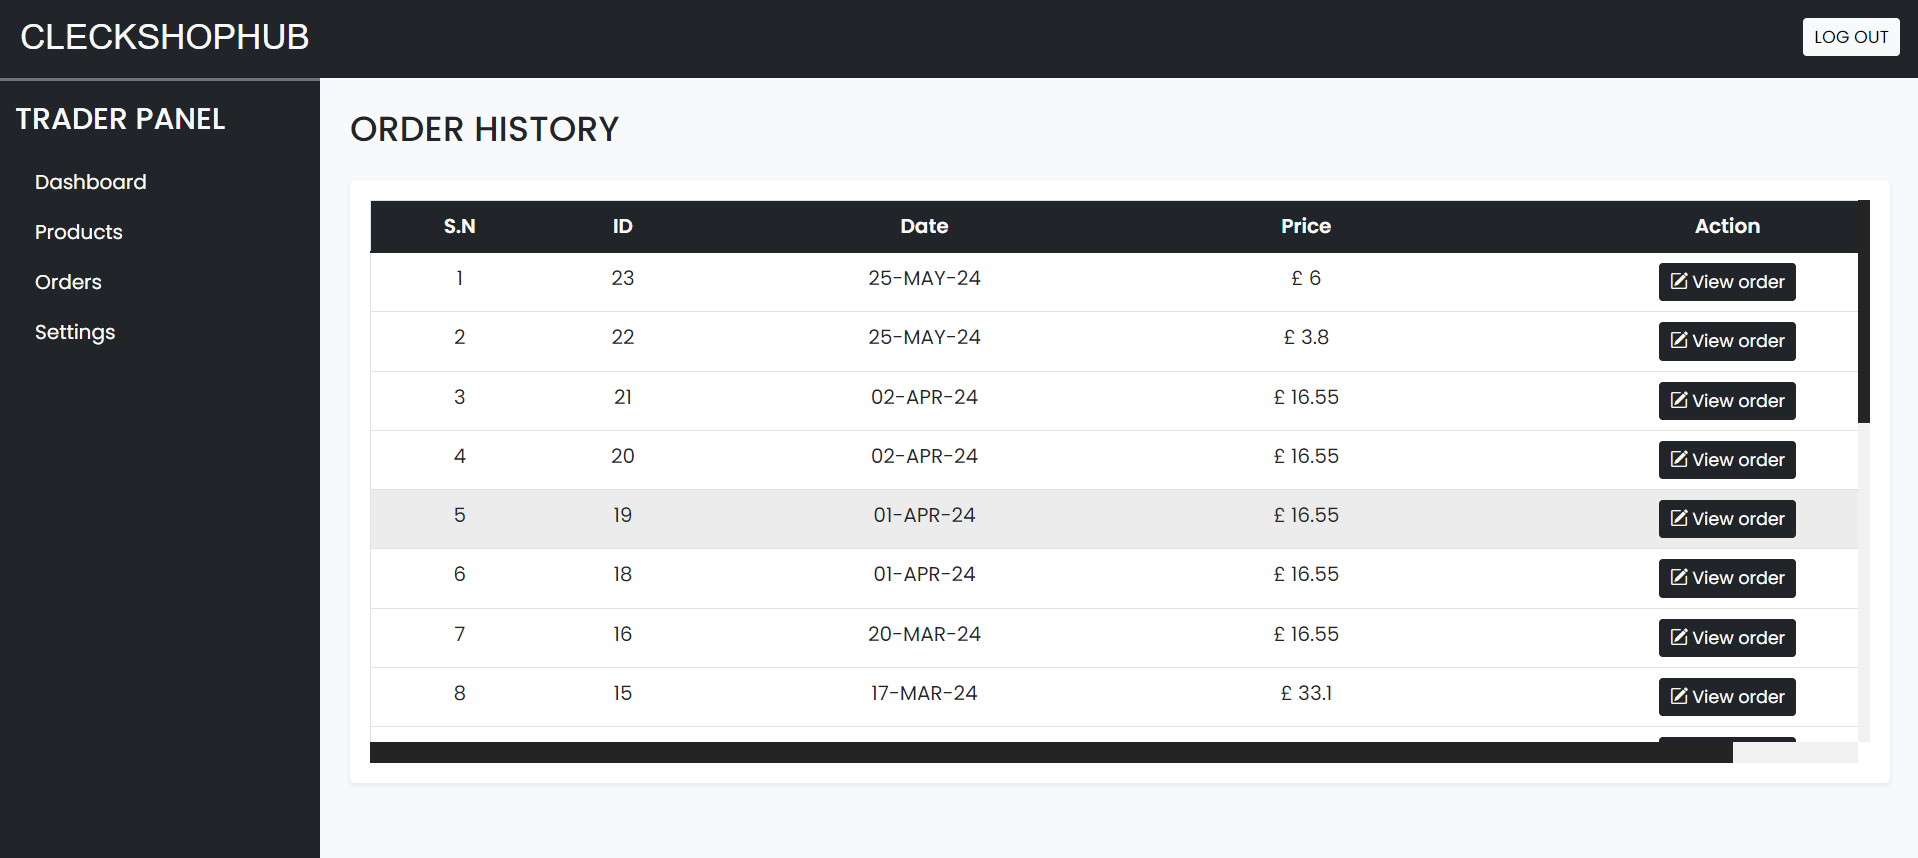 CLECKSHOPHUB
LOG OUT
TRADER PANEL
Dashboard
Products
Orders
Settings
ORDER HISTORY
S.N ID Date Price Action
1 23 25-MAY-24 £ 6 View order
2 22 25-MAY-24 £ 3.8 View order
3 21 02-APR-24 £ 16.55 View order
4 20 02-APR-24 £ 16.55 View order
5 19 01-APR-24 £ 16.55 View order
6 18 01-APR-24 £ 16.55 View order
7 16 20-MAR-24 £ 16.55 View order
8 15 17-MAR-24 £ 33.1 View order